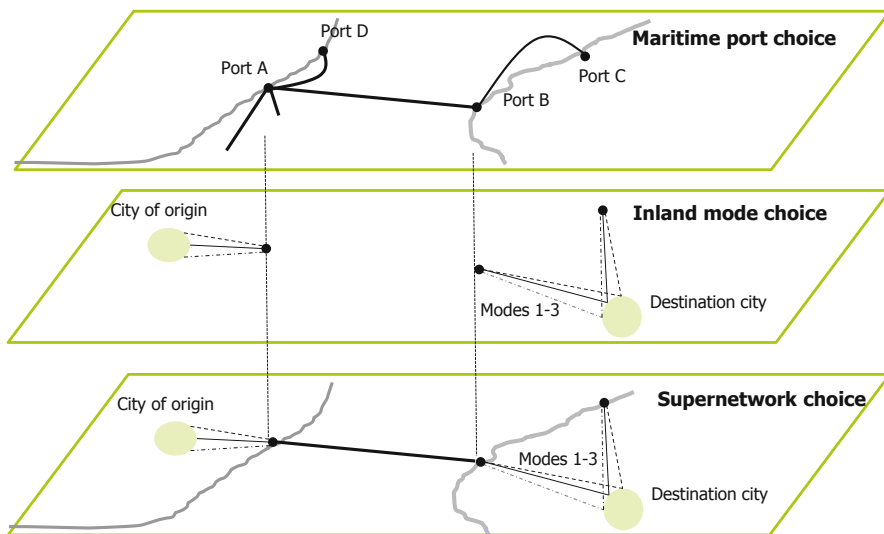 Port D
Maritime port choice
Port A
Port C
Port B
City of origin
Inland mode choice
Modes 1-3
Destination city
City of origin
Supernetwork choice
Modes 1-3
Destination city